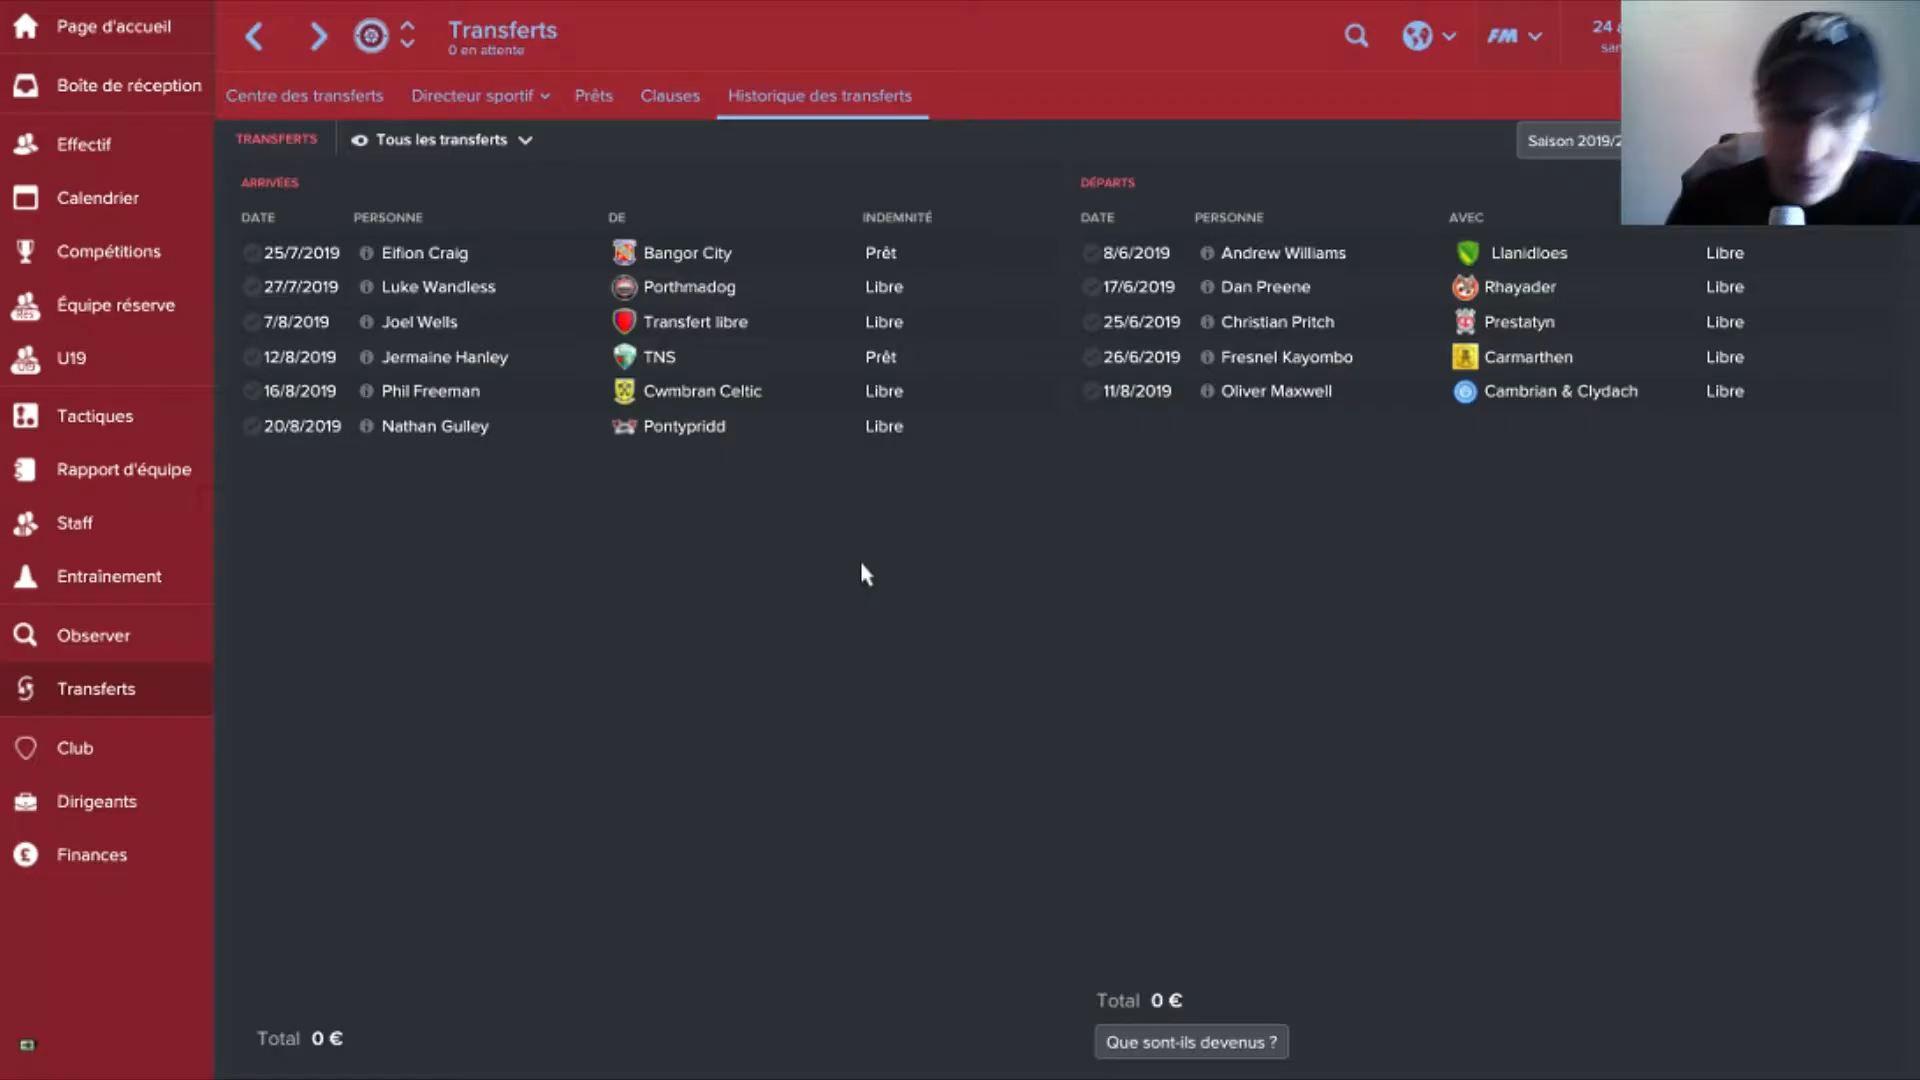 Page d'accueil
Boîte de réception
Effectif
Calendrier
Compétitions
Équipe réserve
U19
Tactiques
Rapport d'équipe
Staff
Entraînement
Observer
Transferts
Club
Dirigeants
Finances
Transferts
0 en attente
FM
24
Centre des transferts Directeur sportif Prêts Clauses Historique des transferts
TRANSFERTS Tous les transferts Saison 2019/2
ARRIVÉES
DATE PERSONNE DE INDEMNITÉ
25/7/2019 Eifion Craig Bangor City Prêt
27/7/2019 Luke Wandless Porthmadog Libre
7/8/2019 Joel Wells Transfert libre Libre
12/8/2019 Jermaine Hanley TNS Prêt
16/8/2019 Phil Freeman Cwmbran Celtic Libre
20/8/2019 Nathan Gulley Pontypridd Libre
Total 0 €
DÉPARTS
DATE PERSONNE AVEC
8/6/2019 Andrew Williams Llanidloes Libre
17/6/2019 Dan Preene Rhayader Libre
25/6/2019 Christian Pritch Prestatyn Libre
26/6/2019 Fresnel Kayombo Carmarthen Libre
11/8/2019 Oliver Maxwell Cambrian & Clydach Libre
Total 0 €
Que sont-ils devenus ?